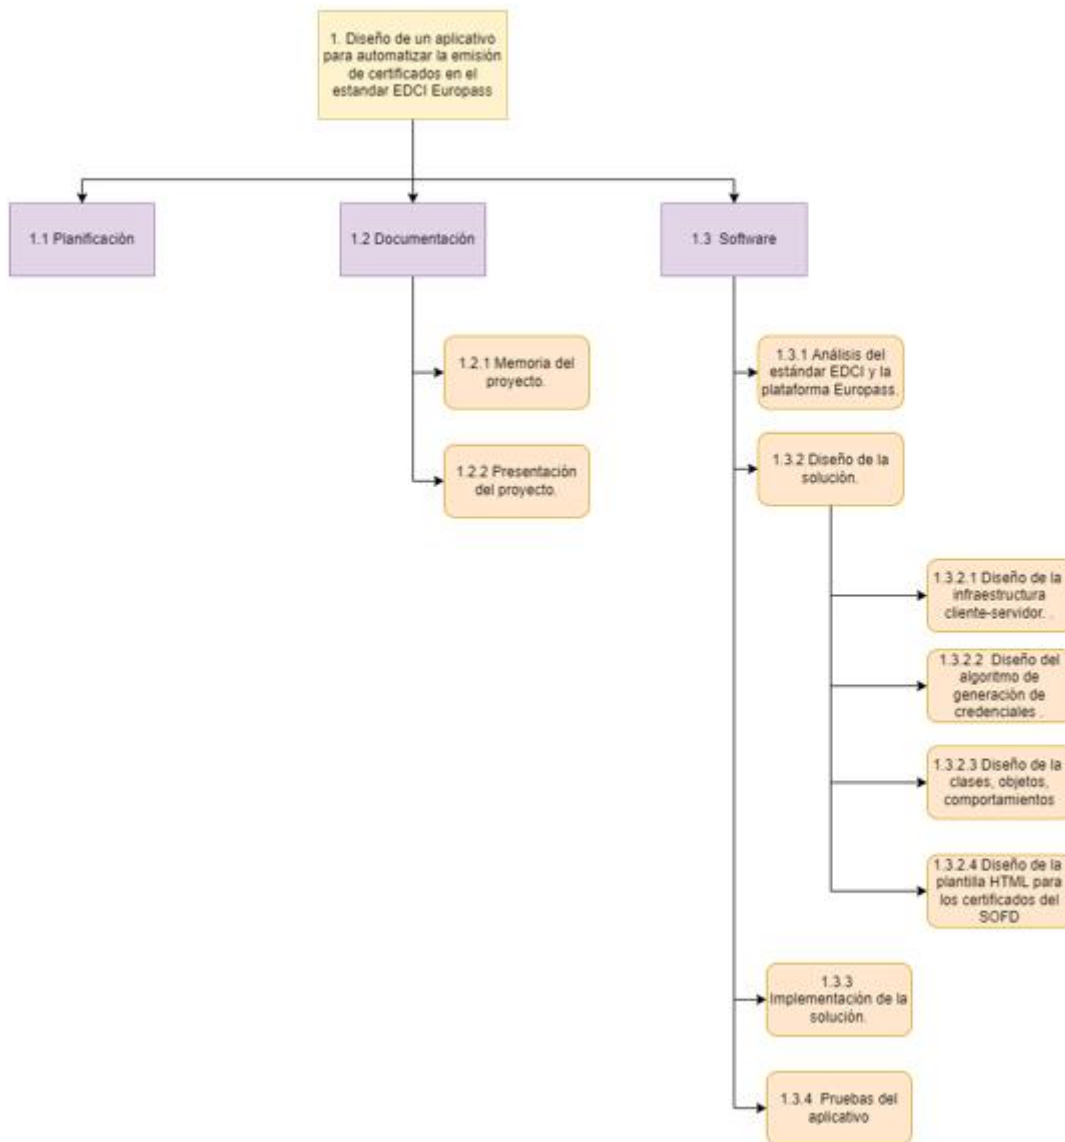 1. Diseño de un aplicativo
para automatizar la emisión
de certificados en el
estandar EDCI Europass
1.1 Planificación
1.2 Documentación
1.3 Software
1.2.1 Memoria del
proyecto.
1.2.2 Presentación
del proyecto.
1.3.1 Análisis del
estándar EDCI y la
plataforma Europass.
1.3.2 Diseño de la
solución.
1.3.2.1 Diseño de la
infraestructura
cliente-servidor. .
1.3.2.2 Diseño del
algoritmo de
generación de
credenciales .
1.3.2.3 Diseño de la
clases, objetos,
comportamientos
1.3.2.4 Diseño de la
plantilla HTML para
los certificados del
SOFD
1.3.3
Implementación de la
solución.
1.3.4 Pruebas del
aplicativo